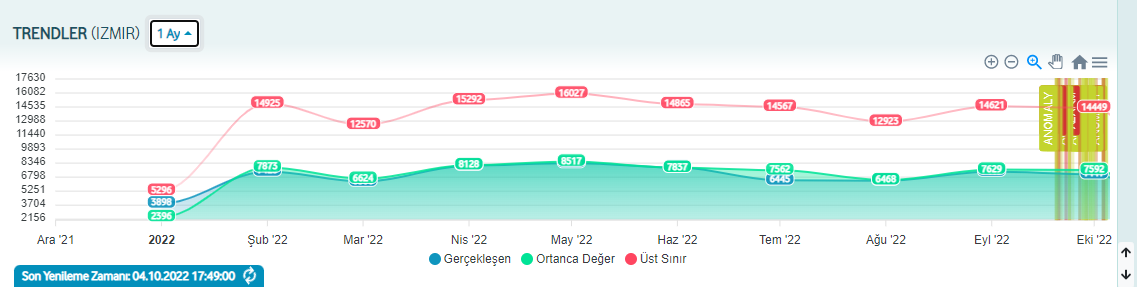 TRENDLER (IZMIR) 1 Ay
17630
16082
14535
12988
11440
9893
8346
6798
5251
3704
2156
5296 14925 12570 15292 16027 14865 14567 12923 14621 14449
2396 7873 6624 8128 8517 7857 7562 6468 7629 7592
3898 6445
ANOMALY
Ara '21 2022 Şub '22 Mar '22 Nis '22 May '22 Haz '22 Tem '22 Ağu '22 Eyl '22 Eki '22
Gerçekleşen Ortanca Değer Üst Sınır
Son Yenileme Zamanı: 04.10.2022 17:49:00